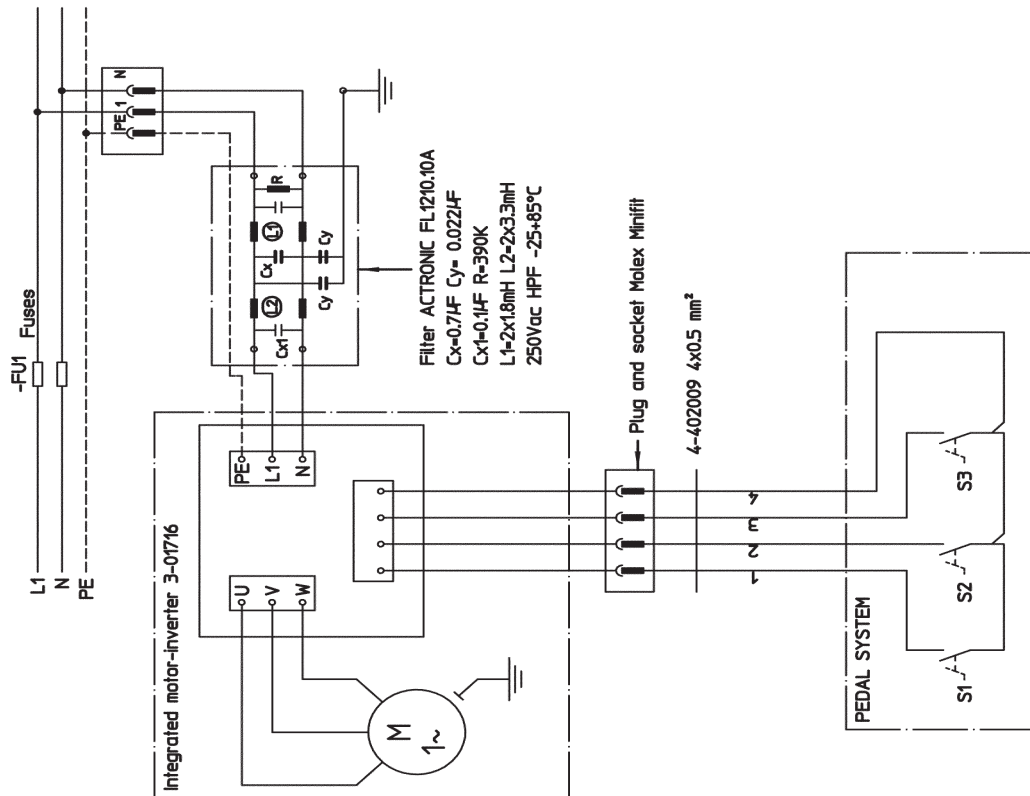 -FU1 Fuses
L1
N
PE
N
PE 1
R
L1
Cx
Cy
L2
Cy
Cx1
Filter ACTRONIC FL1210.10A
Cx=0.7µF Cy= 0.022µF
Cx1=0.1µF R=390K
L1=2x1.8mH L2=2x3.3mH
250Vac HPF -25+85°C
Integrated motor-inverter 3-01716
PE
L1
N
U
V
W
M
1~
Plug and socket Molex Minifit
4-402009 4x0.5 mm²
1
2
3
4
PEDAL SYSTEM
S1
S2
S3